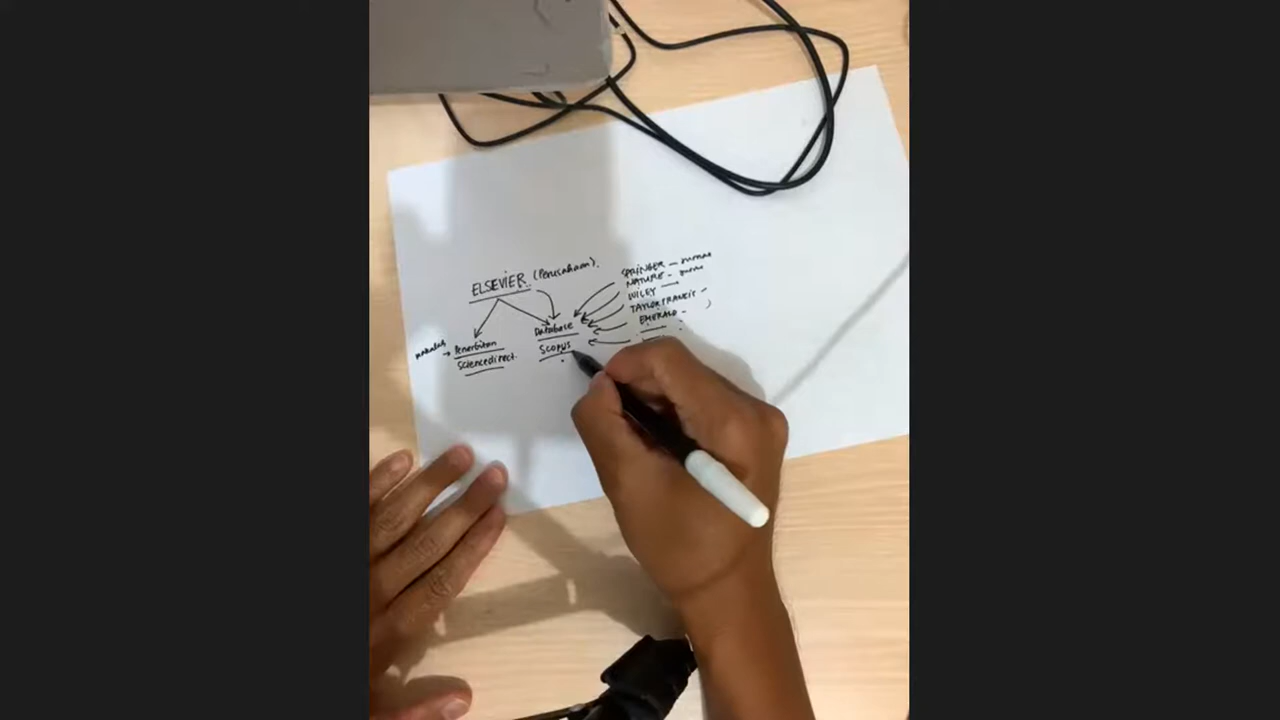 ELSEVIER (Perusahaan).
SPRINGER –
NATURE –
WILEY
TAYLOR FRANCIS –
EMERALD –
Database
Scopus
Penerbitan
Sciencedirect.